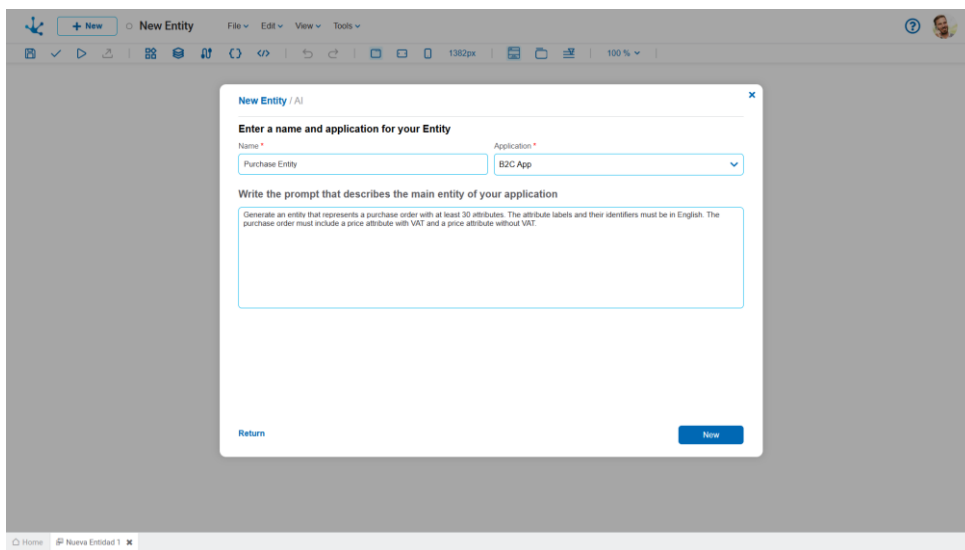 New
New Entity
File Edit View Tools
1382px
100 %
New Entity / AI
Enter a name and application for your Entity
Name * Application *
Purchase Entity B2C App
Write the prompt that describes the main entity of your application
Generate an entity that represents a purchase order with at least 30 attributes. The attribute labels and their identifiers must be in English. The
purchase order must include a price attribute with VAT and a price attribute without VAT.
Return New
Home Nueva Entidad 1